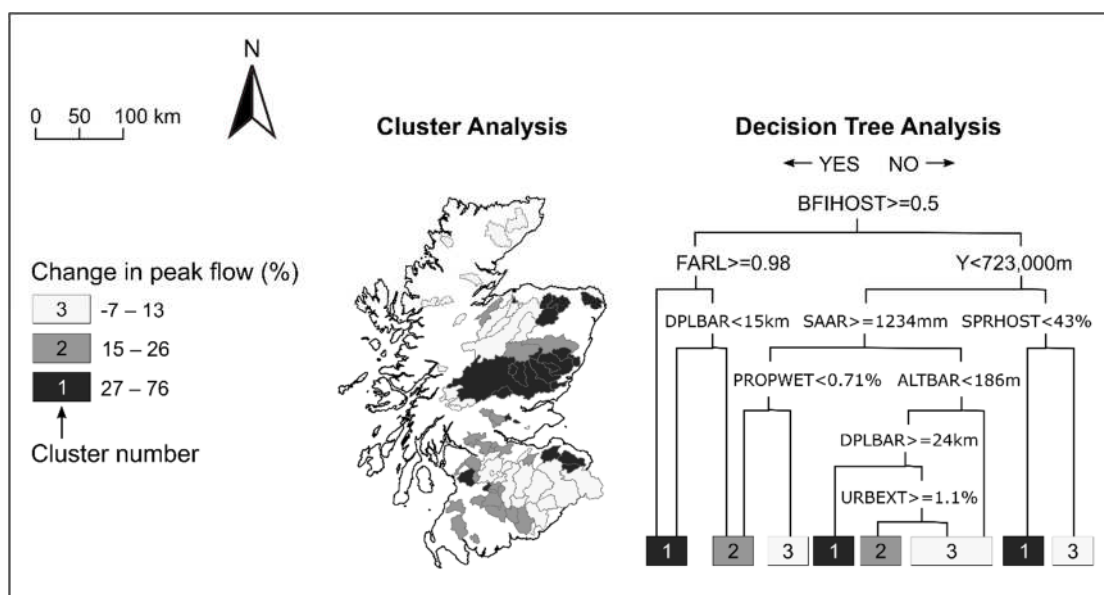 N
0 50 100 km
Cluster Analysis
Decision Tree Analysis
← YES NO →
BFIHOST>=0.5
FARL>=0.98 Y<723,000m
DPLBAR<15km SAAR>=1234mm SPRHOST<43%
PROPWET<0.71% ALTBAR<186m
DPLBAR>=24km
URBEXT>=1.1%
1 2 3 1 2 3 1 3
Change in peak flow (%)
3 -7 – 13
2 15 – 26
1 27 – 76
Cluster number